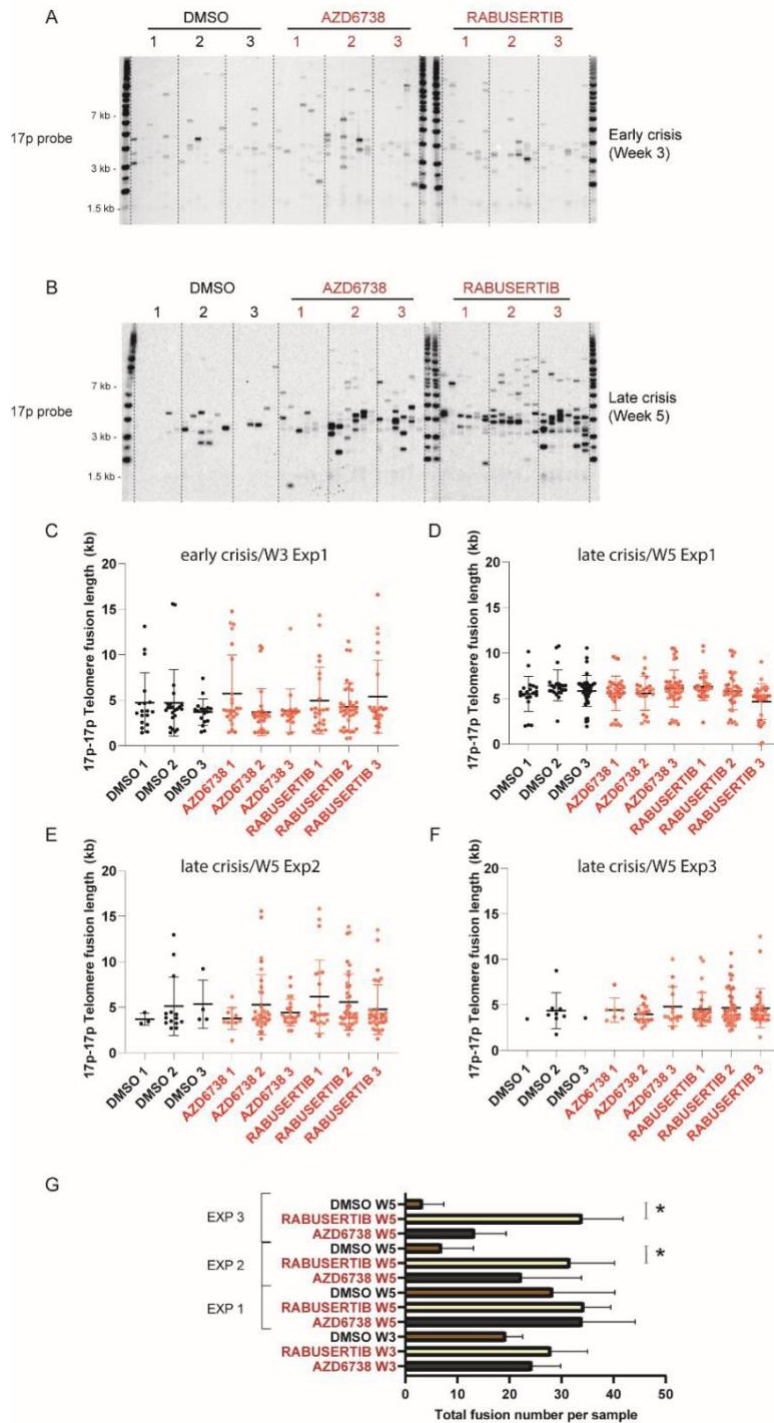 A
DMSO AZD6738 RABUSERTIB
1 2 3 1 2 3 1 2 3
7 kb -
17p probe
3 kb -
1.5 kb -
Early crisis
(Week 3)
B
DMSO AZD6738 RABUSERTIB
1 2 3 1 2 3 1 2 3
7 kb -
17p probe
3 kb -
1.5 kb -
Late crisis
(Week 5)
C
early crisis/W3 Exp1
17p-17p Telomere fusion length (kb)
20
15
10
5
0
DMSO 1
DMSO 2
DMSO 3
AZD6738 1
AZD6738 2
AZD6738 3
RABUSERTIB 1
RABUSERTIB 2
RABUSERTIB 3
D
late crisis/W5 Exp1
17p-17p Telomere fusion length (kb)
20
15
10
5
0
DMSO 1
DMSO 2
DMSO 3
AZD6738 1
AZD6738 2
AZD6738 3
RABUSERTIB 1
RABUSERTIB 2
RABUSERTIB 3
E
late crisis/W5 Exp2
17p-17p Telomere fusion length (kb)
20
15
10
5
0
DMSO 1
DMSO 2
DMSO 3
AZD6738 1
AZD6738 2
AZD6738 3
RABUSERTIB 1
RABUSERTIB 2
RABUSERTIB 3
F
late crisis/W5 Exp3
17p-17p Telomere fusion length (kb)
20
15
10
5
0
DMSO 1
DMSO 2
DMSO 3
AZD6738 1
AZD6738 2
AZD6738 3
RABUSERTIB 1
RABUSERTIB 2
RABUSERTIB 3
G
EXP 3
DMSO W5
RABUSERTIB W5
AZD6738 W5
*
EXP 2
DMSO W5
RABUSERTIB W5
AZD6738 W5
*
EXP 1
DMSO W5
RABUSERTIB W5
AZD6738 W5
DMSO W3
RABUSERTIB W3
AZD6738 W3
0 10 20 30 40 50
Total fusion number per sample